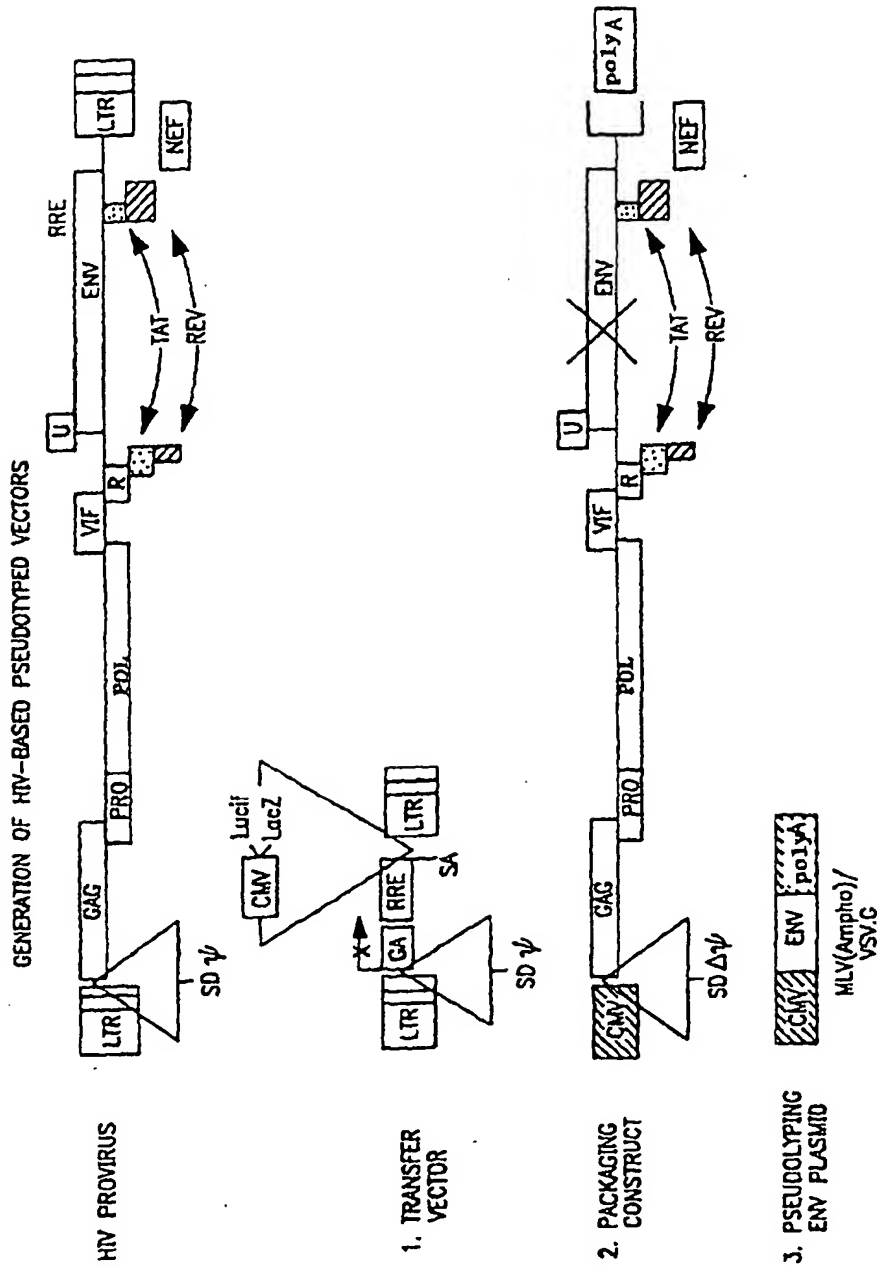 GENERATION OF HIV-BASED PSEUDOTYPED VECTORS
HIV PROVIRUS
LTR
GAG
PRO
POL
VIF
R
U
ENV
RRE
TAT
REV
NEF
LTR
SD ψ
1. TRANSFER
VECTOR
LTR
X
GA
RRE
LTR
SA
SD ψ
CMV
Lucif
LacZ
2. PACKAGING
CONSTRUCT
CMV
GAG
PRO
POL
VIF
R
U
ENV
TAT
REV
NEF
polyA
SD Δψ
3. PSEUDOLYPING
ENV PLASMID
CMV
ENV
polyA
MLV(Ampho)/
VSV.G